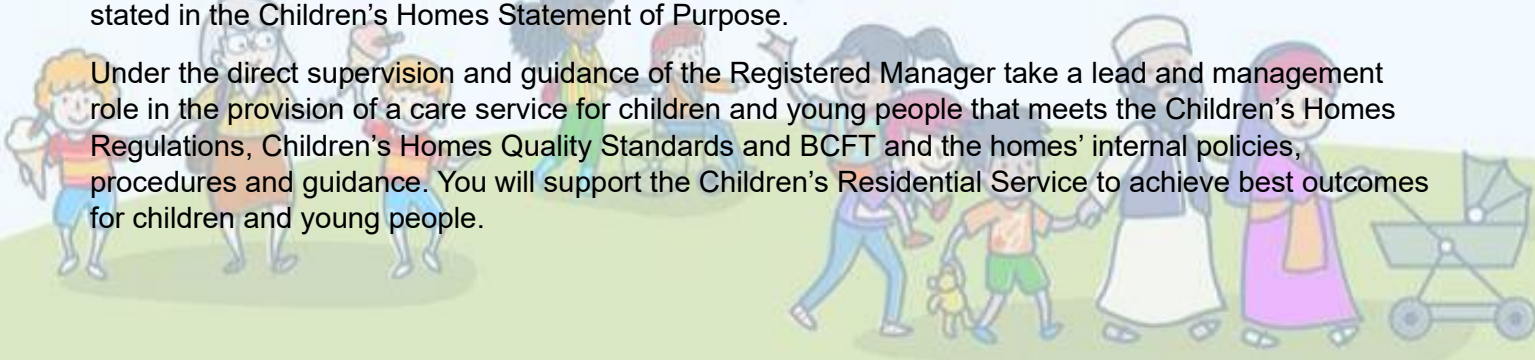 stated in the Children’s Homes Statement of Purpose.
Under the direct supervision and guidance of the Registered Manager take a lead and management
role in the provision of a care service for children and young people that meets the Children’s Homes
Regulations, Children’s Homes Quality Standards and BCFT and the homes’ internal policies,
procedures and guidance. You will support the Children’s Residential Service to achieve best outcomes
for children and young people.